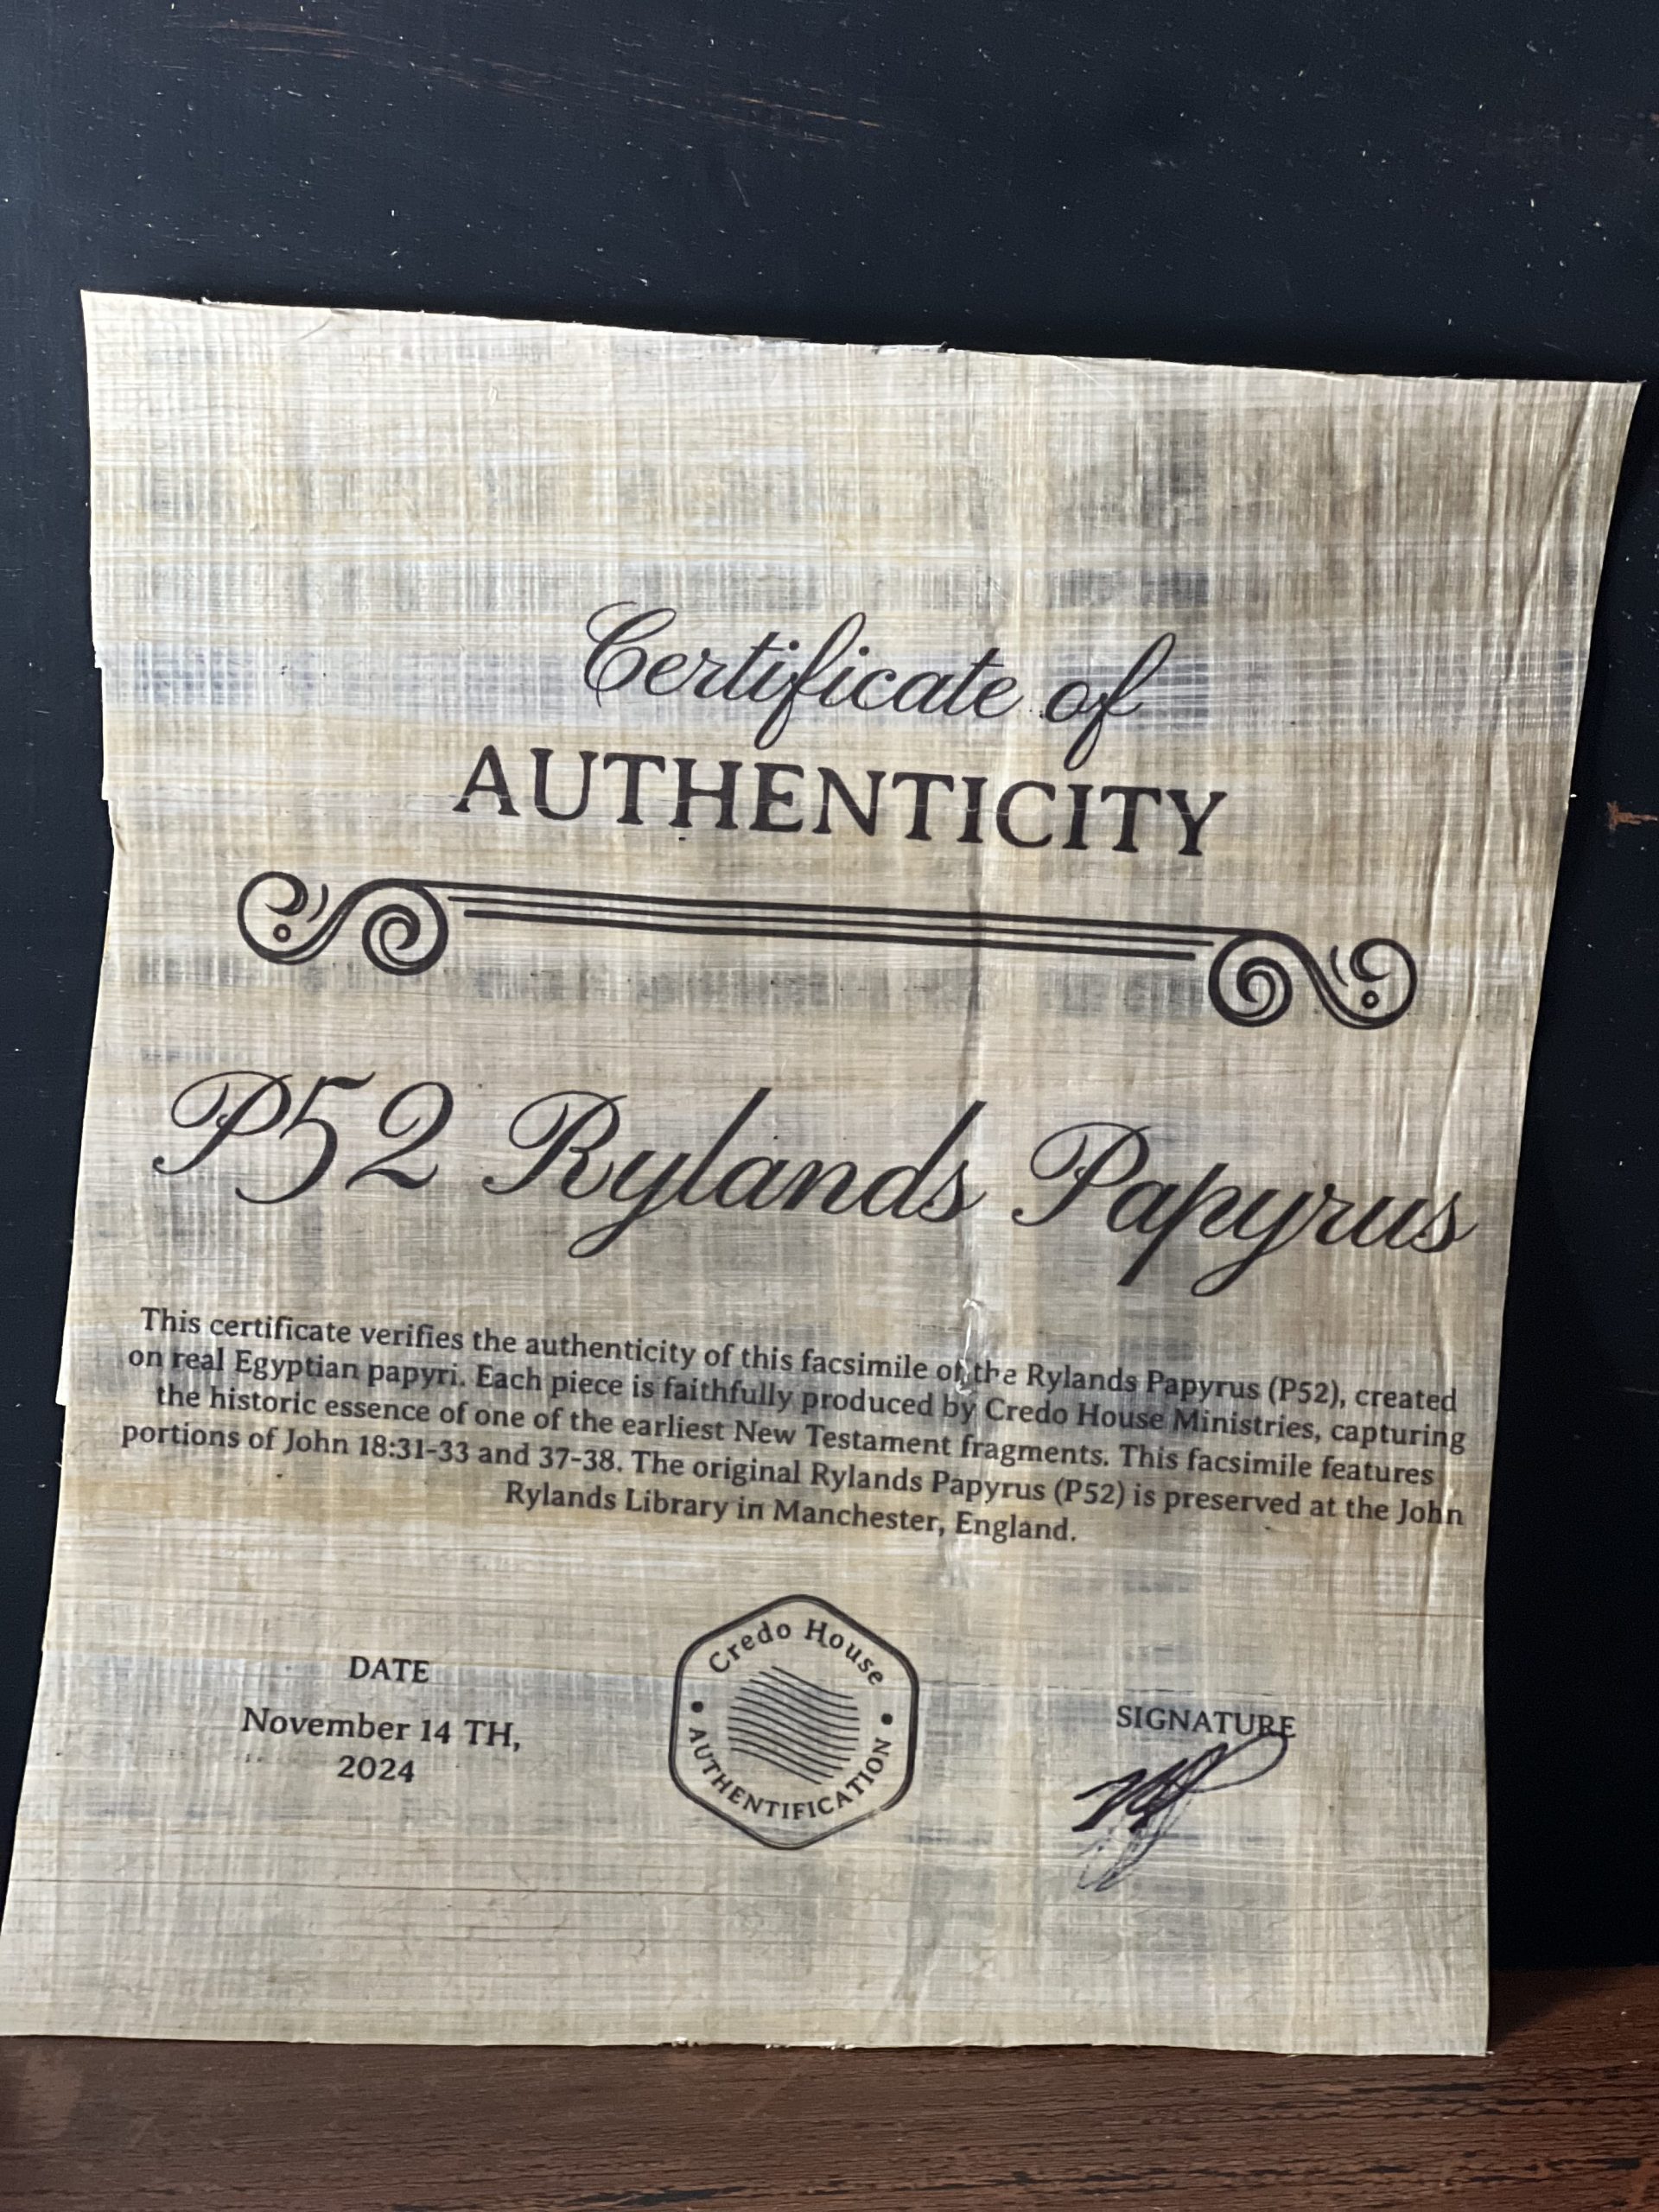 Certificate of
AUTHENTICITY
P52 Rylands Papyrus
This certificate verifies the authenticity of this facsimile of the Rylands Papyrus (P52), created
on real Egyptian papyri. Each piece is faithfully produced by Credo House Ministries, capturing
the historic essence of one of the earliest New Testament fragments. This facsimile features
portions of John 18:31-33 and 37-38. The original Rylands Papyrus (P52) is preserved at the John
Rylands Library in Manchester, England.
DATE
November 14 TH,
2024
Credo House
• AUTHENTIFICATION •
SIGNATURE